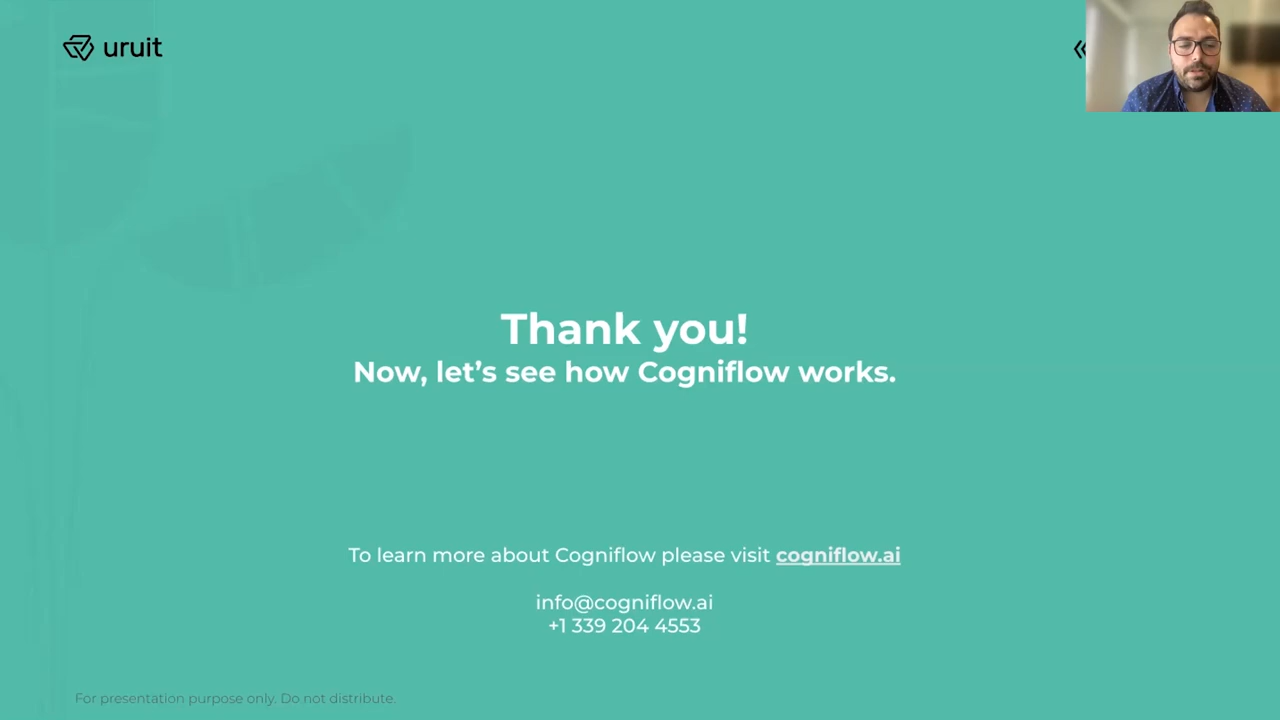 uruit
Thank you!
Now, let’s see how Cogniflow works.
To learn more about Cogniflow please visit cogniflow.ai
info@cogniflow.ai
+1 339 204 4553
For presentation purpose only. Do not distribute.